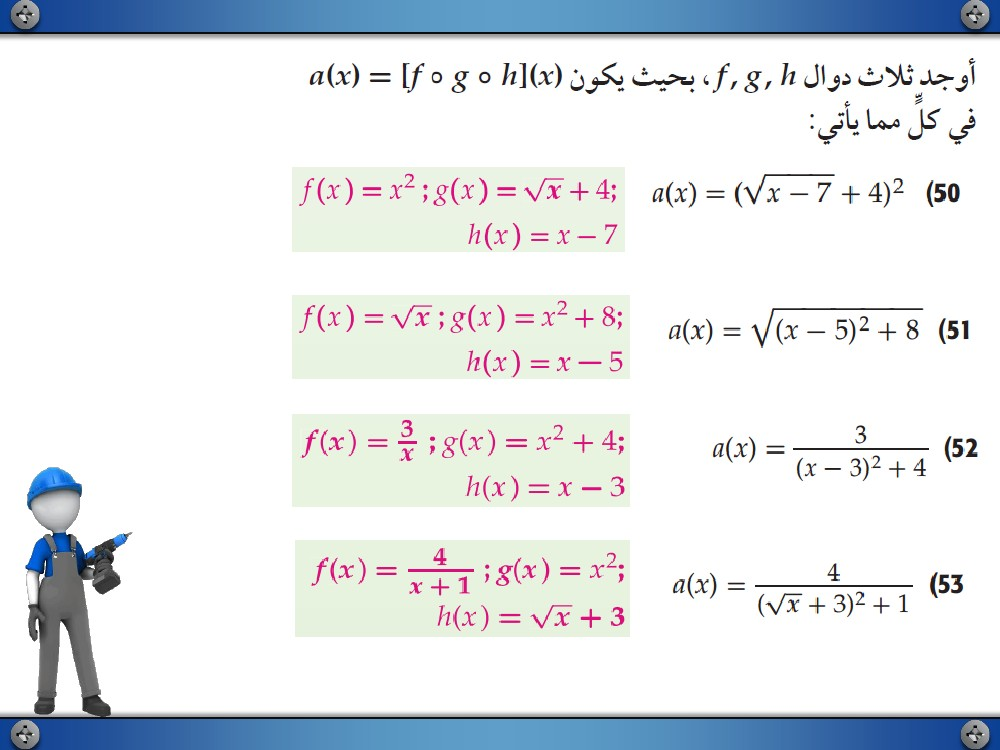 أوجد ثلاث دوال f, g, h ، بحيث يكون a(x) = [f ∘ g ∘ h](x)
في كلٍّ مما يأتي:
(50 a(x) = (√(x − 7) + 4)²
f(x) = x² ; g(x) = √x + 4;
h(x) = x − 7
(51 a(x) = √((x − 5)² + 8)
f(x) = √x ; g(x) = x² + 8;
h(x) = x − 5
(52 a(x) = 3/((x − 3)² + 4)
f(x) = 3/x ; g(x) = x² + 4;
h(x) = x − 3
(53 a(x) = 4/((√x + 3)² + 1)
f(x) = 4/(x + 1) ; g(x) = x²;
h(x) = √x + 3